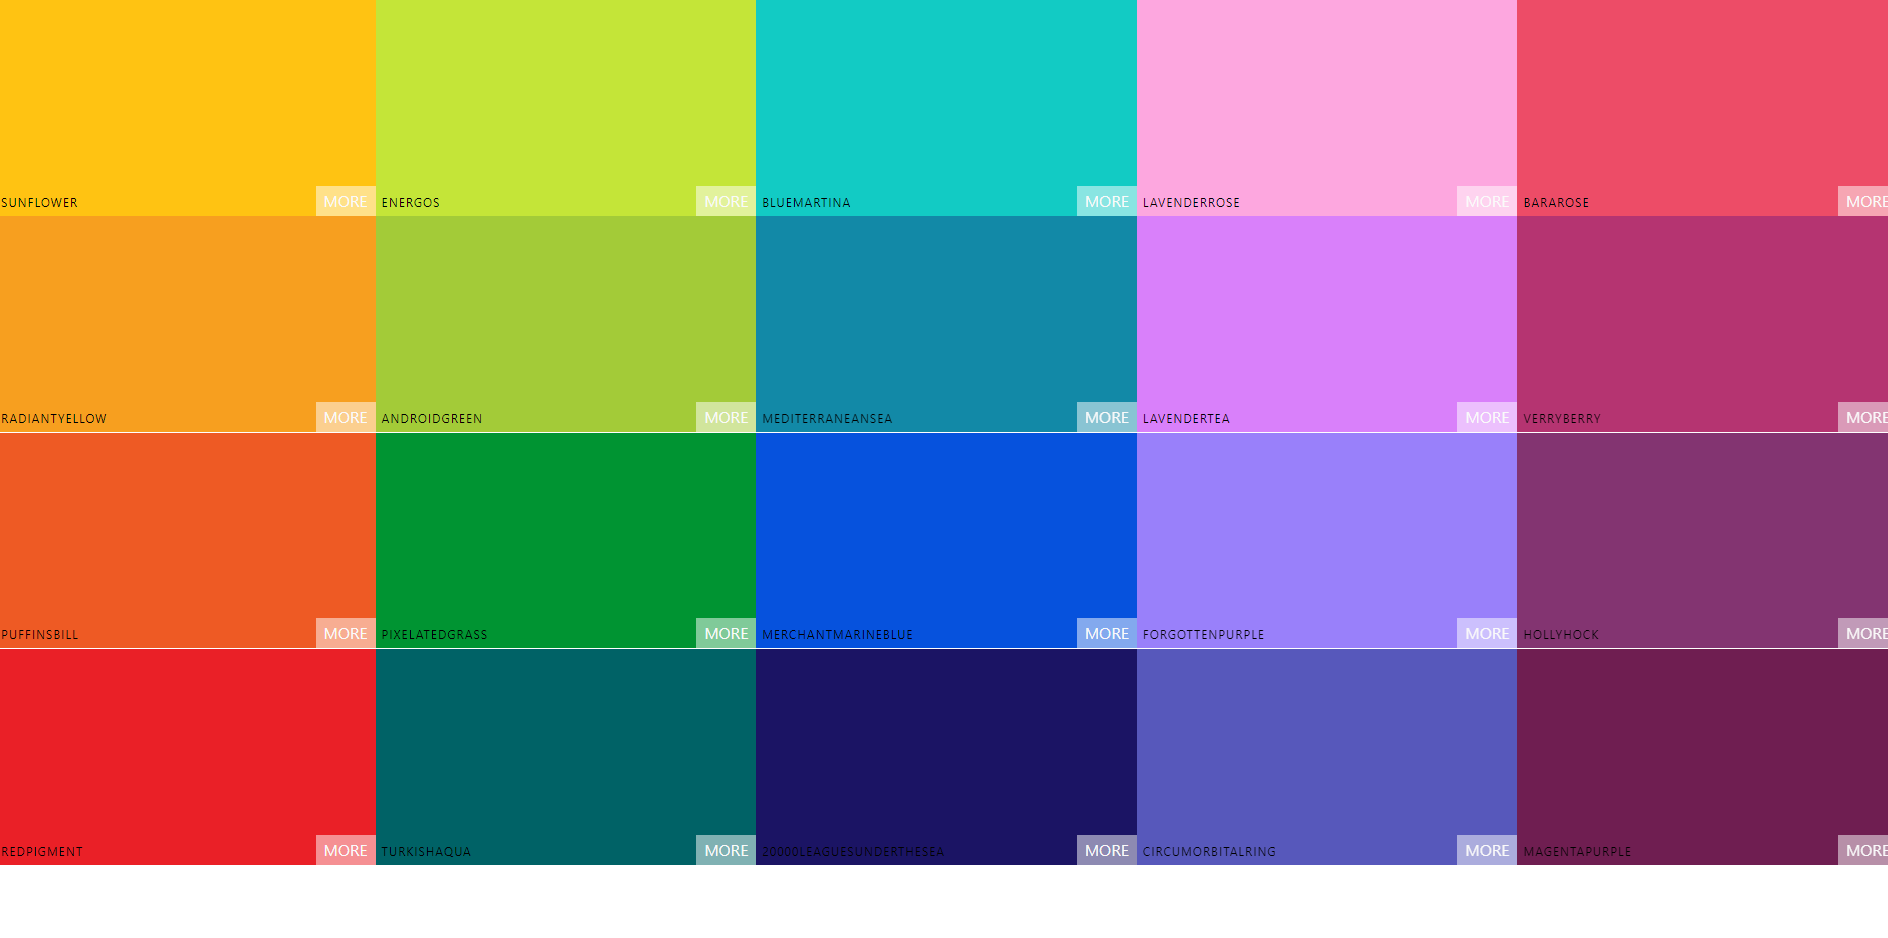 SUNFLOWER MORE ENERGOS MORE BLUEMARTINA MORE LAVENDERROSE MORE BARAROSE MORE
RADIANTYELLOW MORE ANDROIDGREEN MORE MEDITERRANEANSEA MORE LAVENDERTEA MORE VERRYBERRY MORE
PUFFINSBILL MORE PIXELATEDGRASS MORE MERCHANTMARINEBLUE MORE FORGOTTENPURPLE MORE HOLLYHOCK MORE
REDPIGMENT MORE TURKISHAQUA MORE 20000LEAGUESUNDERTHESEA MORE CIRCUMORBITALRING MORE MAGENTAPURPLE MORE